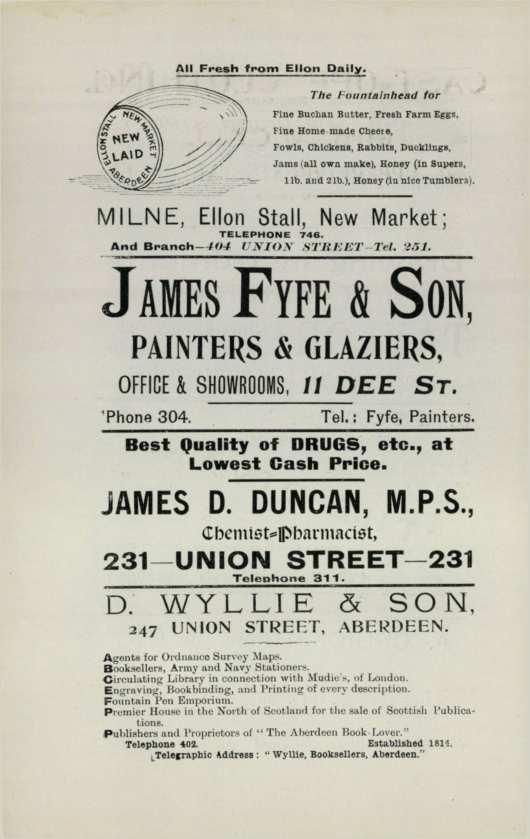 All Fresh from Ellon Daily.
ELLON STALL NEW MARKET
NEW
LAID
ABERDEEN
The Fountainhead for
Fine Buchan Butter, Fresh Farm Eggs,
Fine Home-made Cheese,
Fowls, Chickens, Rabbits, Ducklings,
Jams (all own make), Honey (in Supers,
1lb. and 2lb.), Honey (in nice Tumblers).
MILNE, Ellon Stall, New Market;
TELEPHONE 746.
And Branch—404 UNION STREET—Tel. 251.
JAMES FYFE & SON,
PAINTERS & GLAZIERS,
OFFICE & SHOWROOMS, 11 DEE ST.
'Phone 304. Tel.: Fyfe, Painters.
Best Quality of DRUGS, etc., at
Lowest Cash Price.
JAMES D. DUNCAN, M.P.S.,
Chemist=Pharmacist,
231—UNION STREET—231
Telephone 311.
D. WYLLIE & SON,
247 UNION STREET, ABERDEEN.
Agents for Ordnance Survey Maps.
Booksellers, Army and Navy Stationers.
Circulating Library in connection with Mudie's, of London.
Engraving, Bookbinding, and Printing of every description.
Fountain Pen Emporium.
Premier House in the North of Scotland for the sale of Scottish Publica-
tions.
Publishers and Proprietors of "The Aberdeen Book-Lover."
Telephone 402. Established 1814.
Telegraphic Address: "Wyllie, Booksellers, Aberdeen."